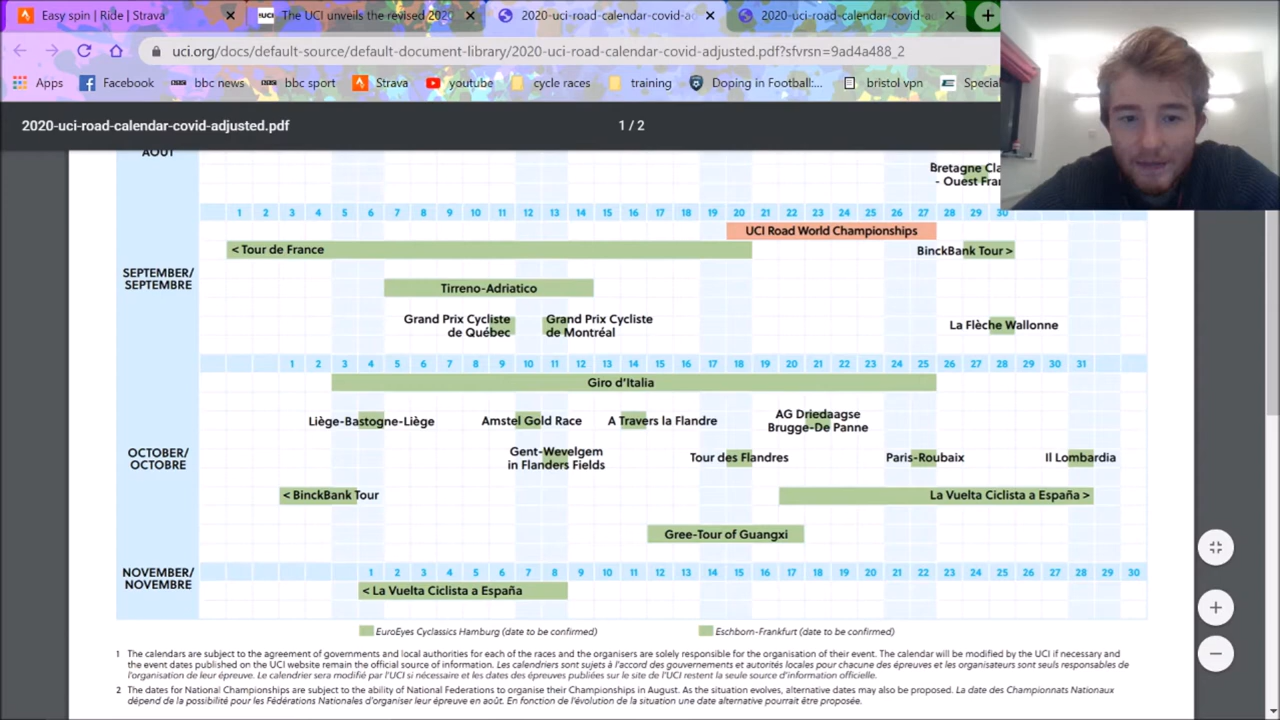 Easy spin | Ride | Strava
The UCI unveils the revised 2020
2020-uci-road-calendar-covid-ac
2020-uci-road-calendar-covid-a
uci.org/docs/default-source/default-document-library/2020-uci-road-calendar-covid-adjusted.pdf?sfvrsn=9ad4a488_2
Apps
Facebook
bbc news
bbc sport
Strava
youtube
cycle races
training
Doping in Football:...
bristol vpn
Special
2020-uci-road-calendar-covid-adjusted.pdf
1 / 2
AOÛT
Bretagne Cla
- Ouest Fran
1 2 3 4 5 6 7 8 9 10 11 12 13 14 15 16 17 18 19 20 21 22 23 24 25 26 27 28 29 30
UCI Road World Championships
< Tour de France
BinckBank Tour >
SEPTEMBER/
SEPTEMBRE
Tirreno-Adriatico
Grand Prix Cycliste
de Québec
Grand Prix Cycliste
de Montréal
La Flèche Wallonne
1 2 3 4 5 6 7 8 9 10 11 12 13 14 15 16 17 18 19 20 21 22 23 24 25 26 27 28 29 30 31
Giro d'Italia
Liège-Bastogne-Liège
Amstel Gold Race
A Travers la Flandre
AG Driedaagse
Brugge-De Panne
OCTOBER/
OCTOBRE
Gent-Wevelgem
in Flanders Fields
Tour des Flandres
Paris-Roubaix
Il Lombardia
< BinckBank Tour
La Vuelta Ciclista a España >
Gree-Tour of Guangxi
NOVEMBER/
NOVEMBRE
1 2 3 4 5 6 7 8 9 10 11 12 13 14 15 16 17 18 19 20 21 22 23 24 25 26 27 28 29 30
< La Vuelta Ciclista a España
EuroEyes Cyclassics Hamburg (date to be confirmed)
Eschborn-Frankfurt (date to be confirmed)
1 The calendars are subject to the agreement of governments and local authorities for each of the races and the organisers are solely responsible for the organisation of their event. The calendar will be modified by the UCI if necessary and
the event dates published on the UCI website remain the official source of information. Les calendriers sont sujets à l'accord des gouvernements et autorités locales pour chacune des épreuves et les organisateurs sont seuls responsables de
l'organisation de leur épreuve. Le calendrier sera modifié par l'UCI si nécessaire et les dates des épreuves publiées sur le site de l'UCI restent la seule source d'information officielle.
2 The dates for National Championships are subject to the ability of National Federations to organise their Championships in August. As the situation evolves, alternative dates may also be proposed. La date des Championnats Nationaux
dépend de la possibilité pour les Fédérations Nationales d'organiser leur épreuve en août. En fonction de l'évolution de la situation une date alternative pourrait être proposée.